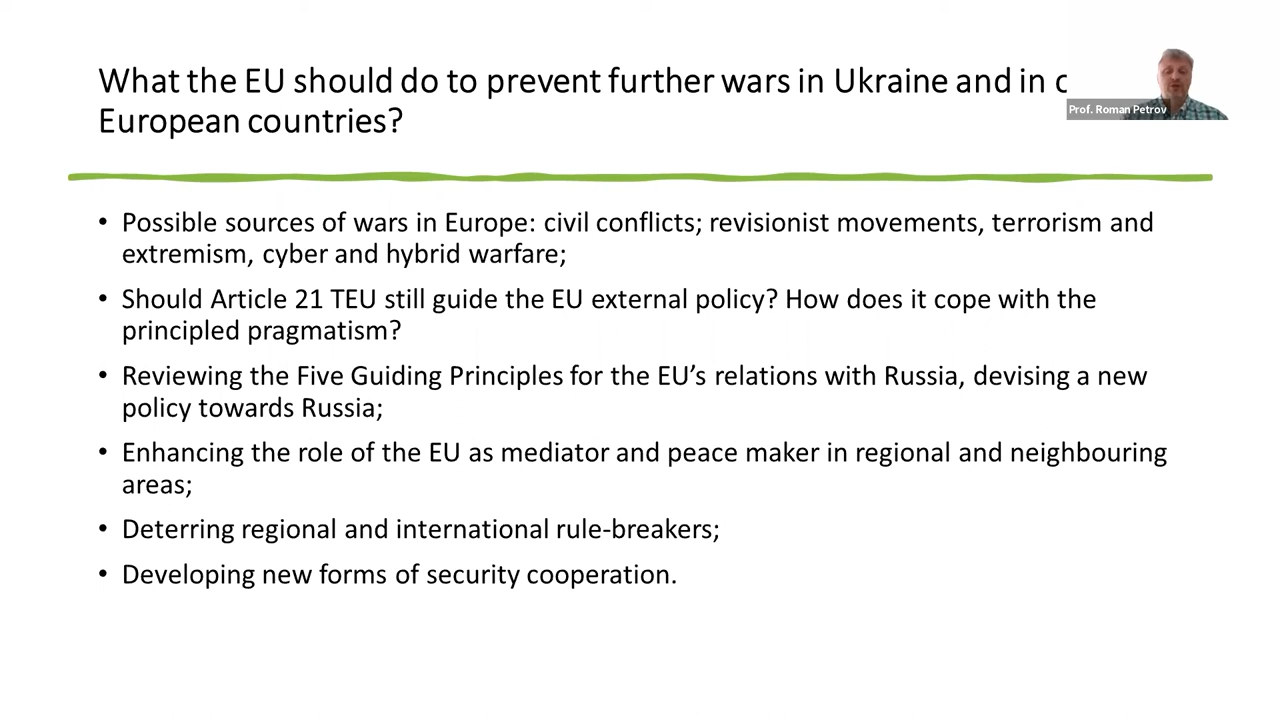 What the EU should do to prevent further wars in Ukraine and in
European countries?
Prof. Roman Petrov
• Possible sources of wars in Europe: civil conflicts; revisionist movements, terrorism and
extremism, cyber and hybrid warfare;
• Should Article 21 TEU still guide the EU external policy? How does it cope with the
principled pragmatism?
• Reviewing the Five Guiding Principles for the EU’s relations with Russia, devising a new
policy towards Russia;
• Enhancing the role of the EU as mediator and peace maker in regional and neighbouring
areas;
• Deterring regional and international rule-breakers;
• Developing new forms of security cooperation.